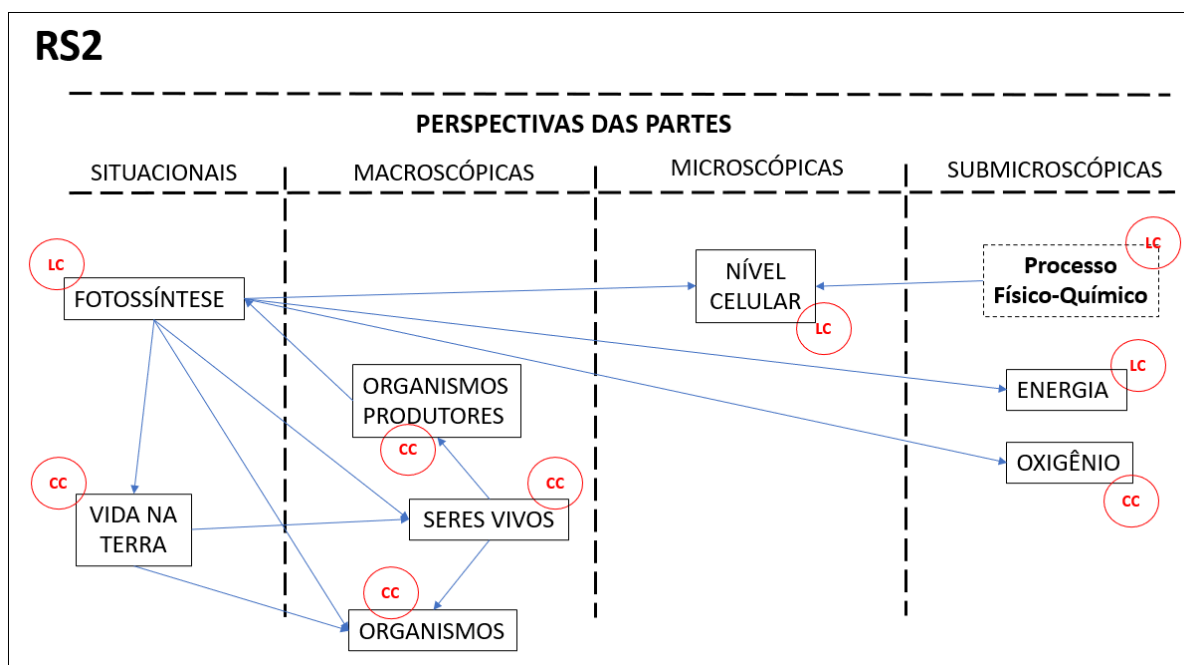 RS2
PERSPECTIVAS DAS PARTES
SITUACIONAIS
MACROSCÓPICAS
MICROSCÓPICAS
SUBMICROSCÓPICAS
LC
FOTOSSÍNTESE
NÍVEL
CELULAR
LC
LC
Processo
Físico-Químico
ORGANISMOS
PRODUTORES
CC
LC
ENERGIA
OXIGÊNIO
CC
CC
VIDA NA
TERRA
CC
SERES VIVOS
CC
ORGANISMOS